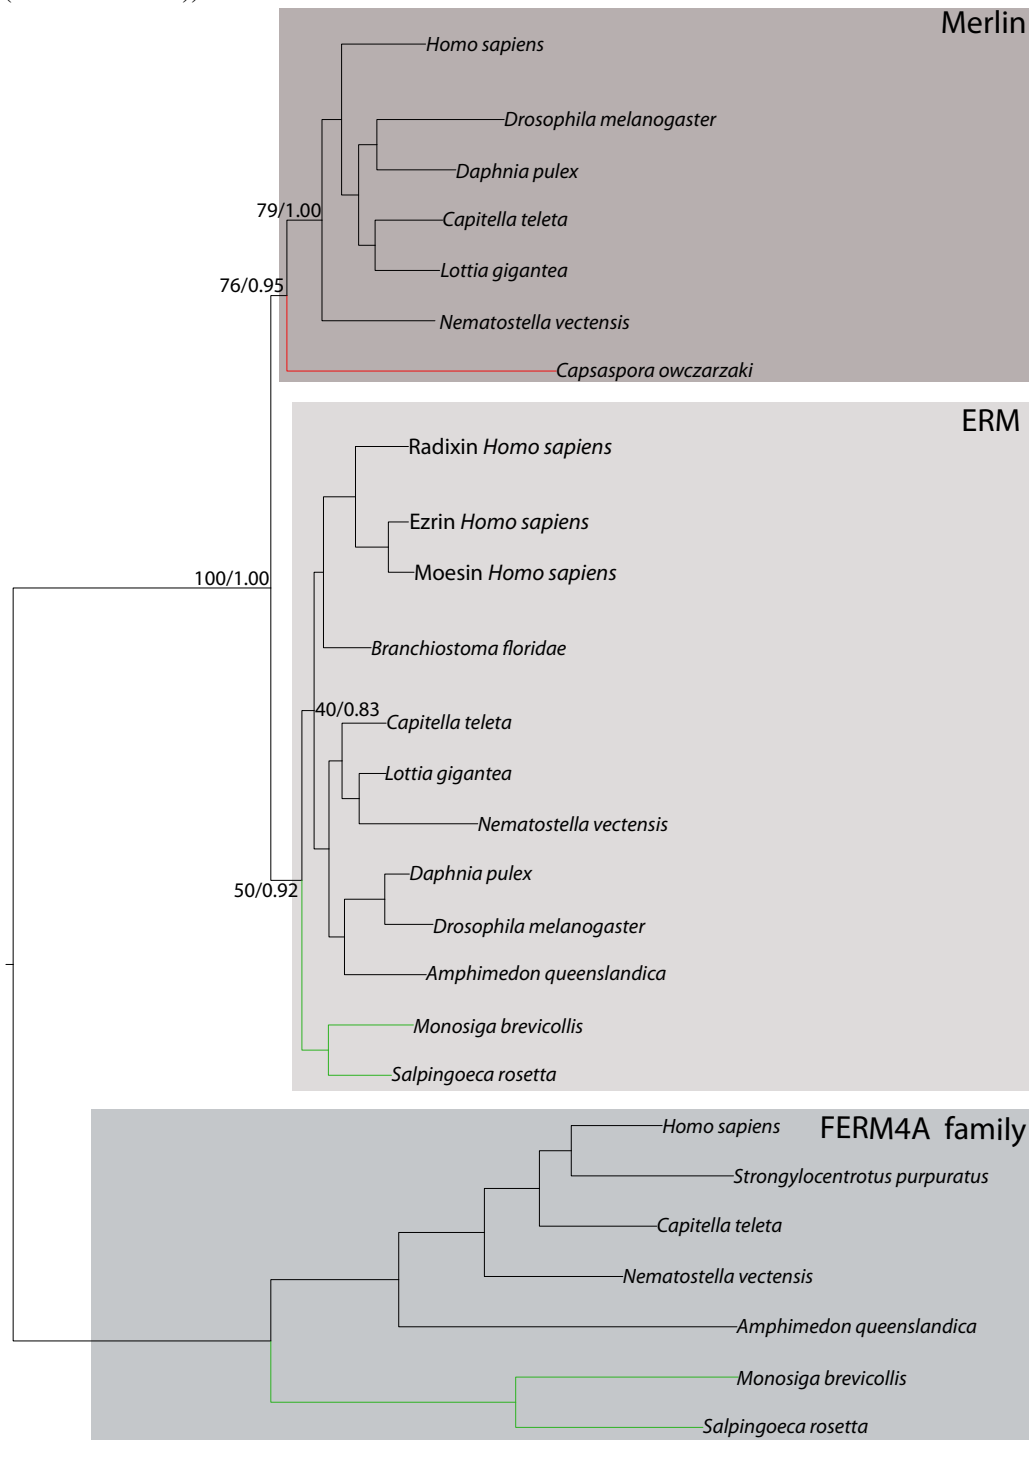 Merlin
Homo sapiens
Drosophila melanogaster
Daphnia pulex
79/1.00
Capitella teleta
Lottia gigantea
76/0.95
Nematostella vectensis
Capsaspora owczarzaki
ERM
Radixin Homo sapiens
Ezrin Homo sapiens
Moesin Homo sapiens
100/1.00
Branchiostoma floridae
40/0.83
Capitella teleta
Lottia gigantea
Nematostella vectensis
Daphnia pulex
50/0.92
Drosophila melanogaster
Amphimedon queenslandica
Monosiga brevicollis
Salpingoeca rosetta
Homo sapiens FERM4A family
Strongylocentrotus purpuratus
Capitella teleta
Nematostella vectensis
Amphimedon queenslandica
Monosiga brevicollis
Salpingoeca rosetta